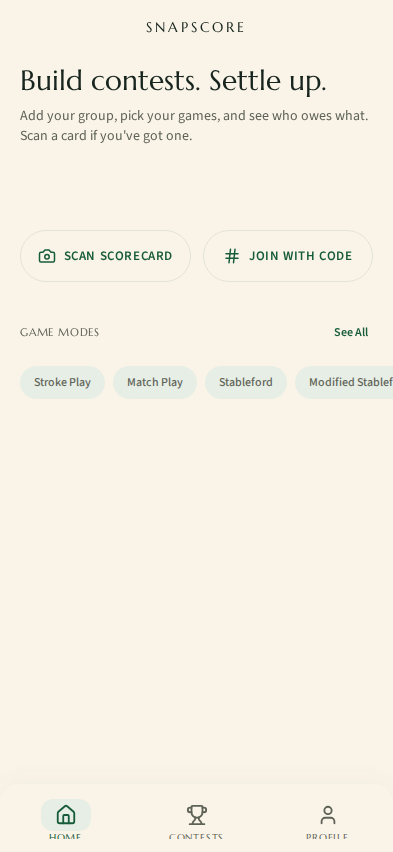 SNAPSCORE
Build contests. Settle up.
Add your group, pick your games, and see who owes what.
Scan a card if you've got one.
SCAN SCORECARD
JOIN WITH CODE
GAME MODES
See All
Stroke Play
Match Play
Stableford
Modified Stablef
HOME
CONTESTS
PROFILE